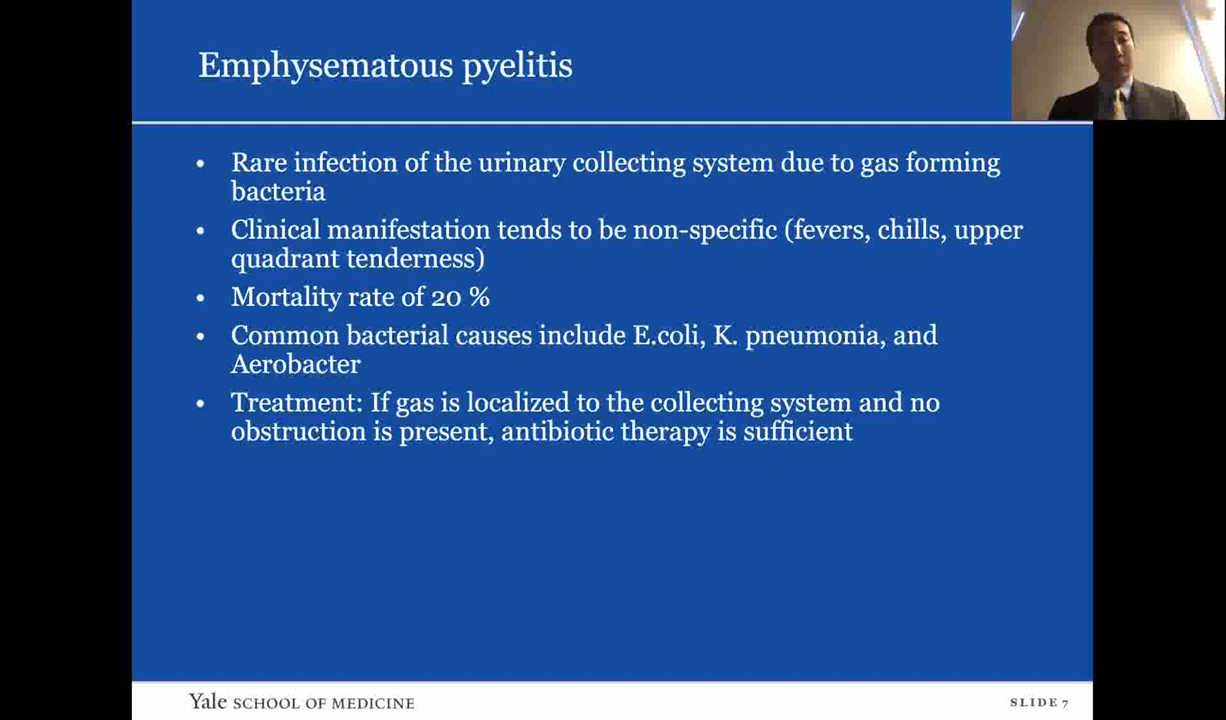 Emphysematous pyelitis
• Rare infection of the urinary collecting system due to gas forming
bacteria
• Clinical manifestation tends to be non-specific (fevers, chills, upper
quadrant tenderness)
• Mortality rate of 20 %
• Common bacterial causes include E.coli, K. pneumonia, and
Aerobacter
• Treatment: If gas is localized to the collecting system and no
obstruction is present, antibiotic therapy is sufficient
Yale SCHOOL OF MEDICINE
SLIDE 7